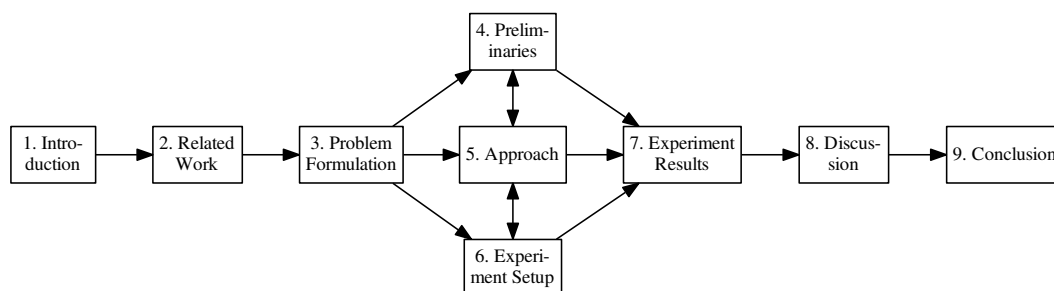 1. Intro-
duction
2. Related
Work
3. Problem
Formulation
4. Prelim-
inaries
5. Approach
6. Experi-
ment Setup
7. Experiment
Results
8. Discus-
sion
9. Conclusion